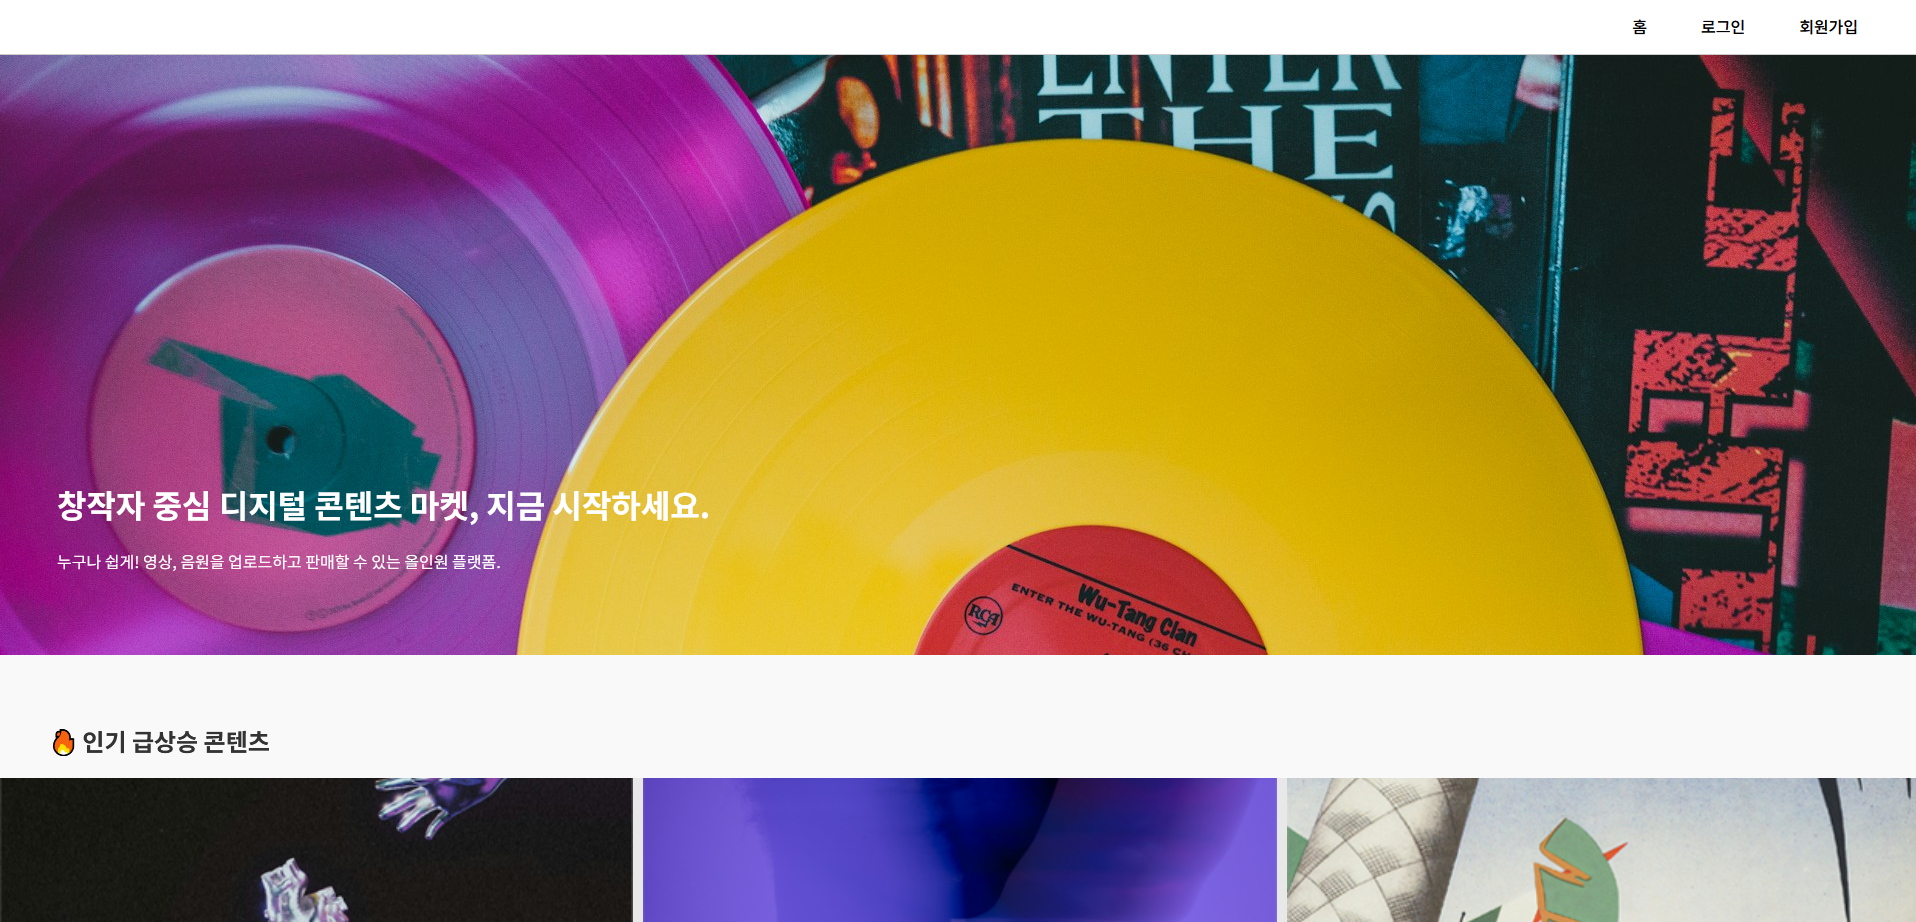 홈 로그인 회원가입
ENTER
THE
창작자 중심 디지털 콘텐츠 마켓, 지금 시작하세요.
누구나 쉽게! 영상, 음원을 업로드하고 판매할 수 있는 올인원 플랫폼.
RCA
Wu-Tang Clan
ENTER THE WU-TANG (36
인기 급상승 콘텐츠